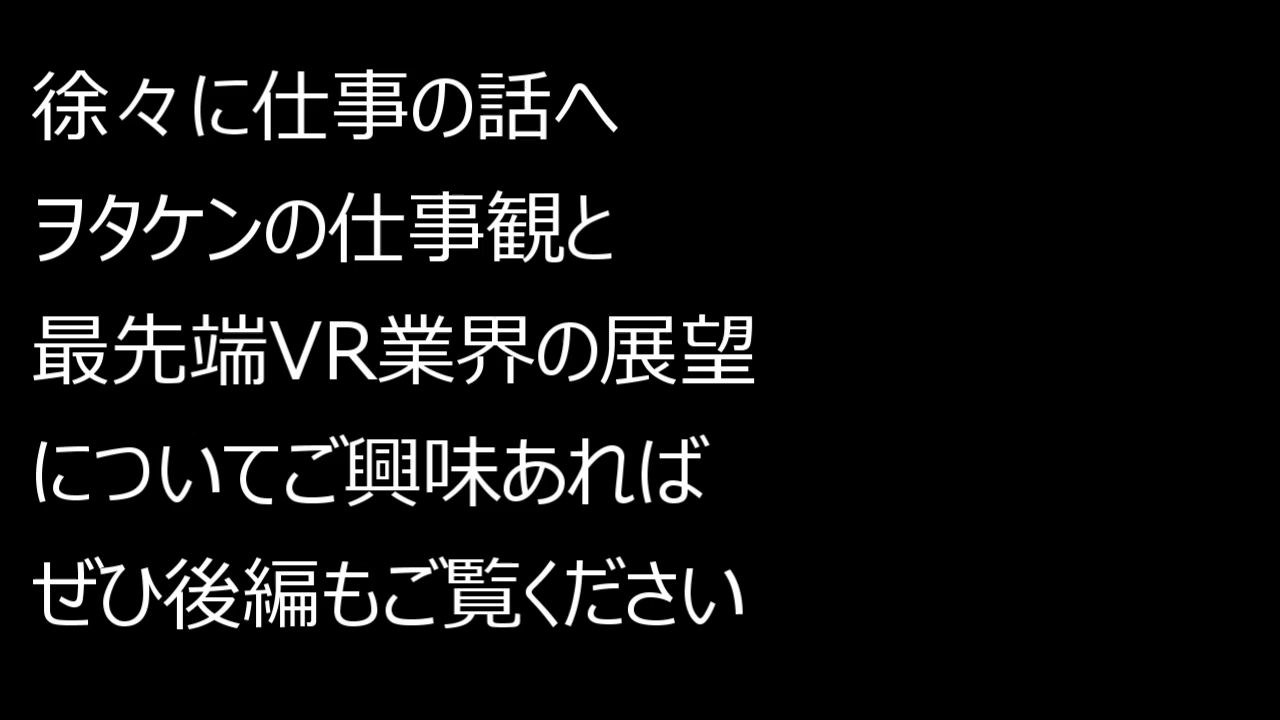 徐々に仕事の話へ
ヲタケンの仕事観と
最先端VR業界の展望
についてご興味あれば
ぜひ後編もご覧ください